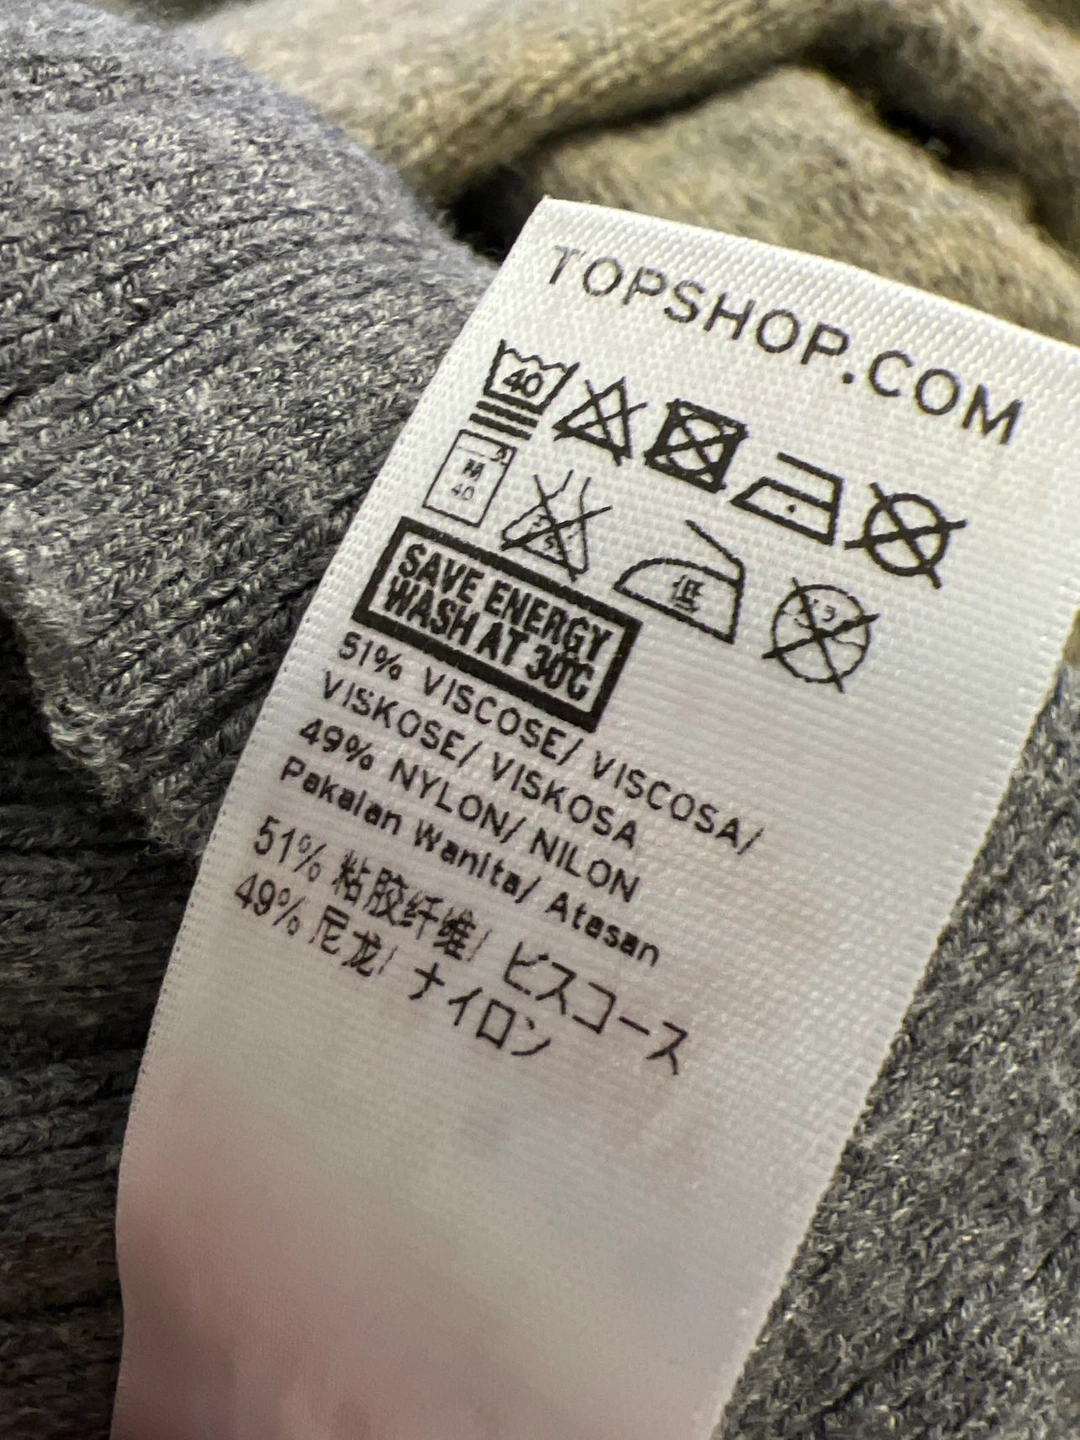 TOPSHOP.COM
40
40
低
SAVE ENERGY
WASH AT 30°C
51% VISCOSE/ VISCOSA/
VISKOSE/ VISKOSA
49% NYLON/ NILON
Pakaian Wanita/ Atasan
51% 粘胶纤维/ ビスコース
49% 尼龙/ ナイロン